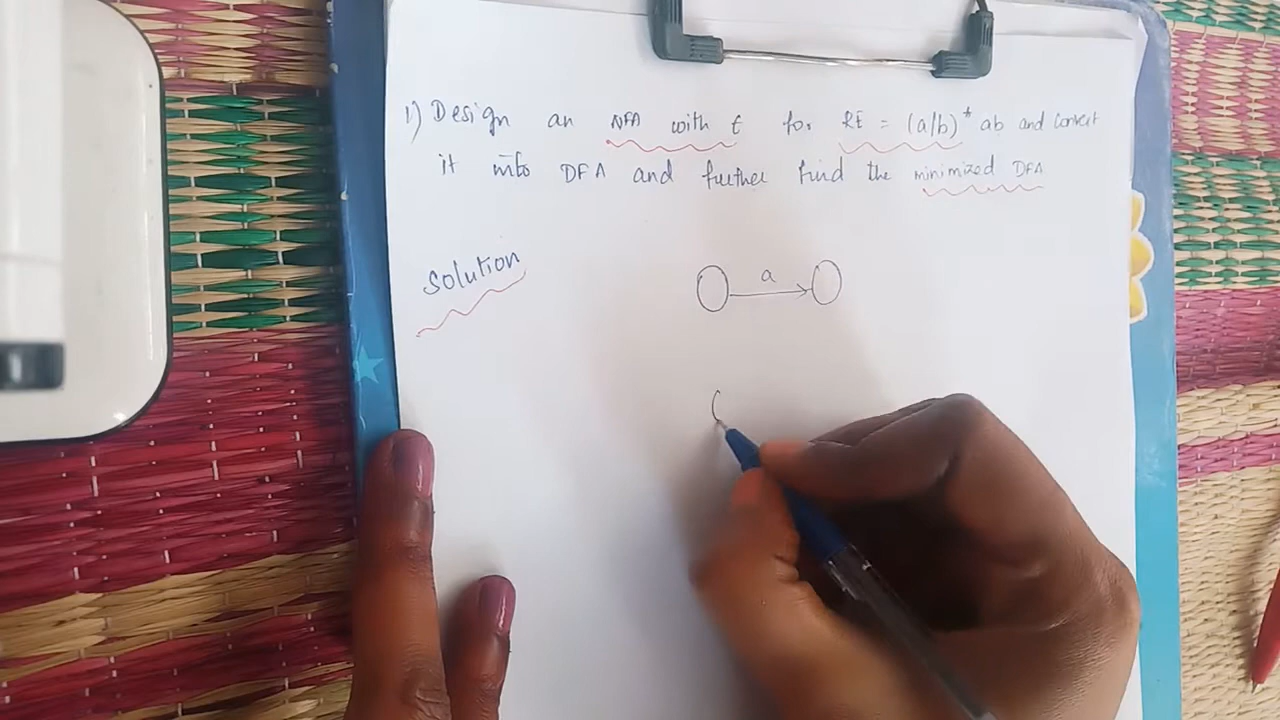 1) Design an NFA with ε for RE = (a/b)* ab and convert
it into DFA and further find the minimized DFA
Solution
a